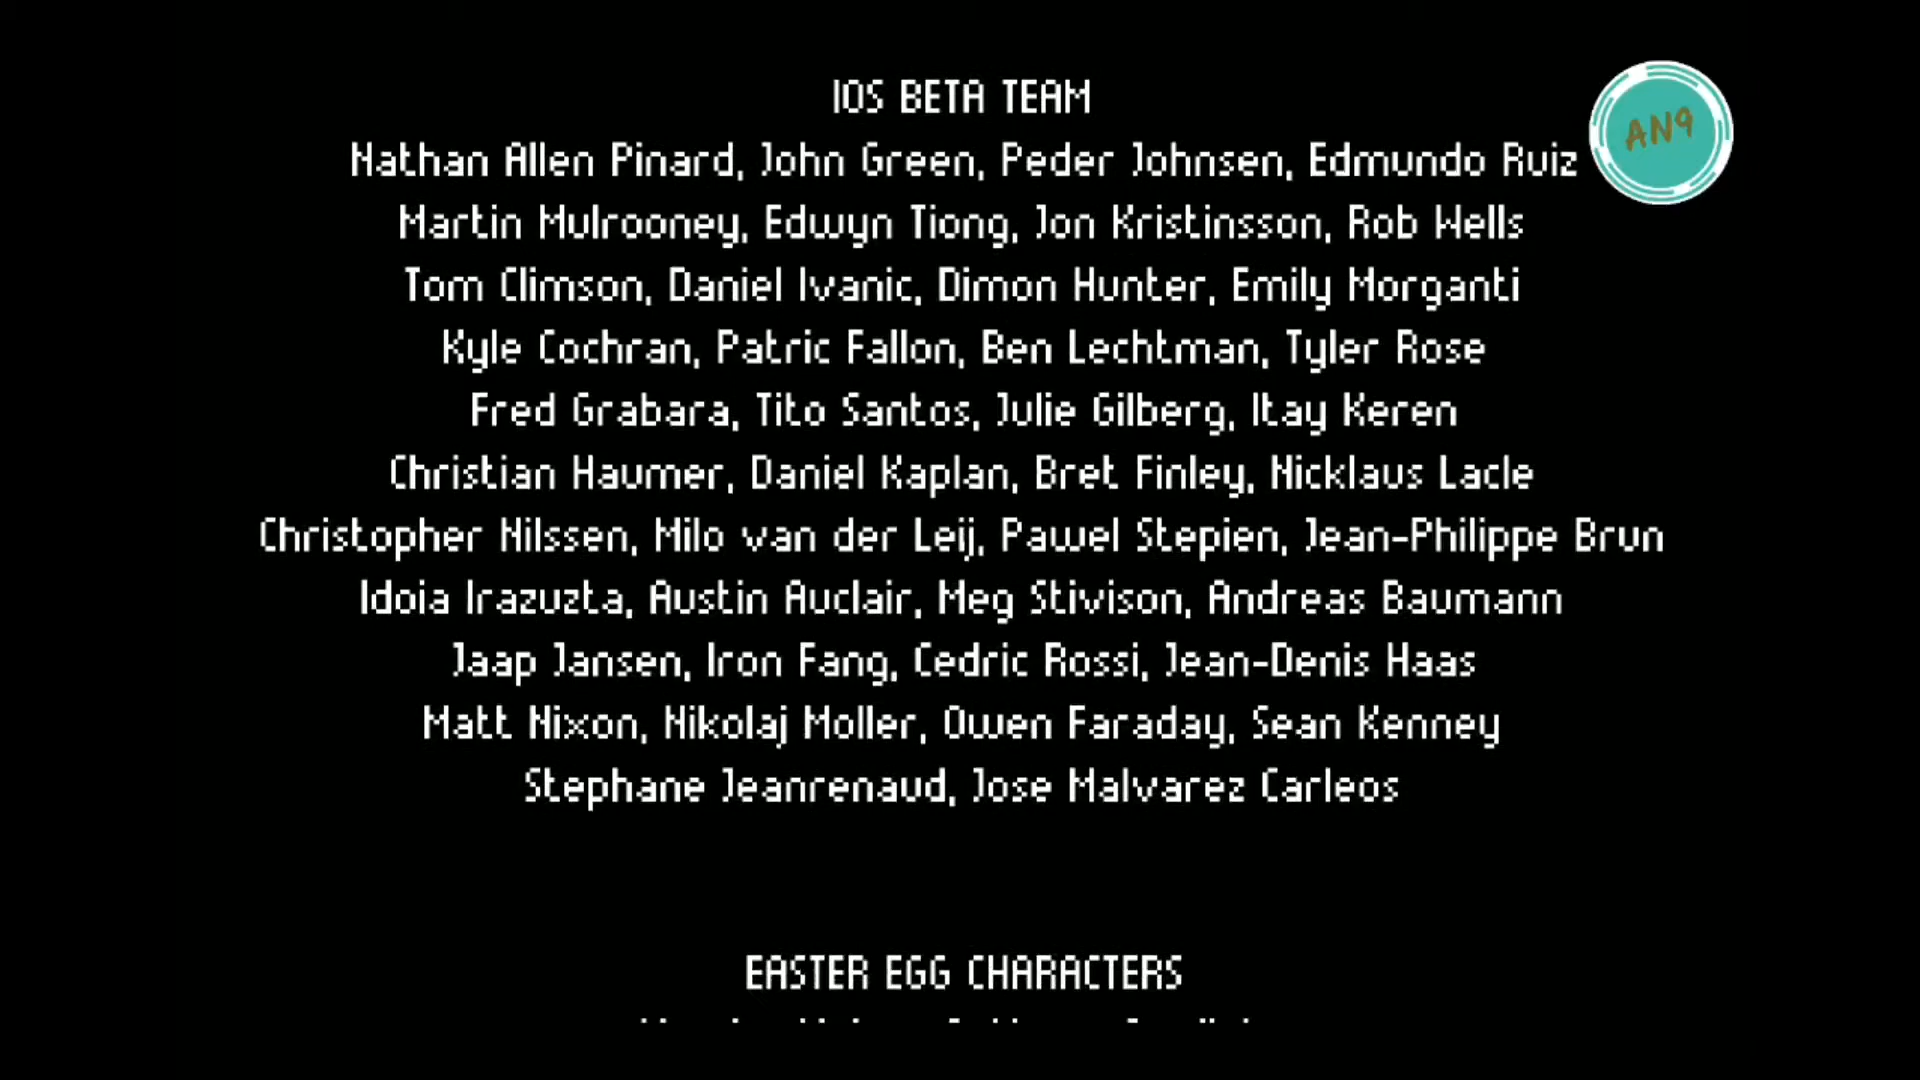 IOS BETA TEAM
AN9
Nathan Allen Pinard, John Green, Peder Johnsen, Edmundo Ruiz
Martin Mulrooney, Edwyn Tiong, Jon Kristinsson, Rob Wells
Tom Climson, Daniel Ivanic, Dimon Hunter, Emily Morganti
Kyle Cochran, Patric Fallon, Ben Lechtman, Tyler Rose
Fred Grabara, Tito Santos, Julie Gilberg, Itay Keren
Christian Haumer, Daniel Kaplan, Bret Finley, Nicklaus Lacle
Christopher Nilssen, Milo van der Leij, Pawel Stepien, Jean-Philippe Brun
Idoia Irazuzta, Austin Auclair, Meg Stivison, Andreas Baumann
Jaap Jansen, Iron Fang, Cedric Rossi, Jean-Denis Haas
Matt Nixon, Nikolaj Moller, Owen Faraday, Sean Kenney
Stephane Jeanrenaud, Jose Malvarez Carleos
EASTER EGG CHARACTERS